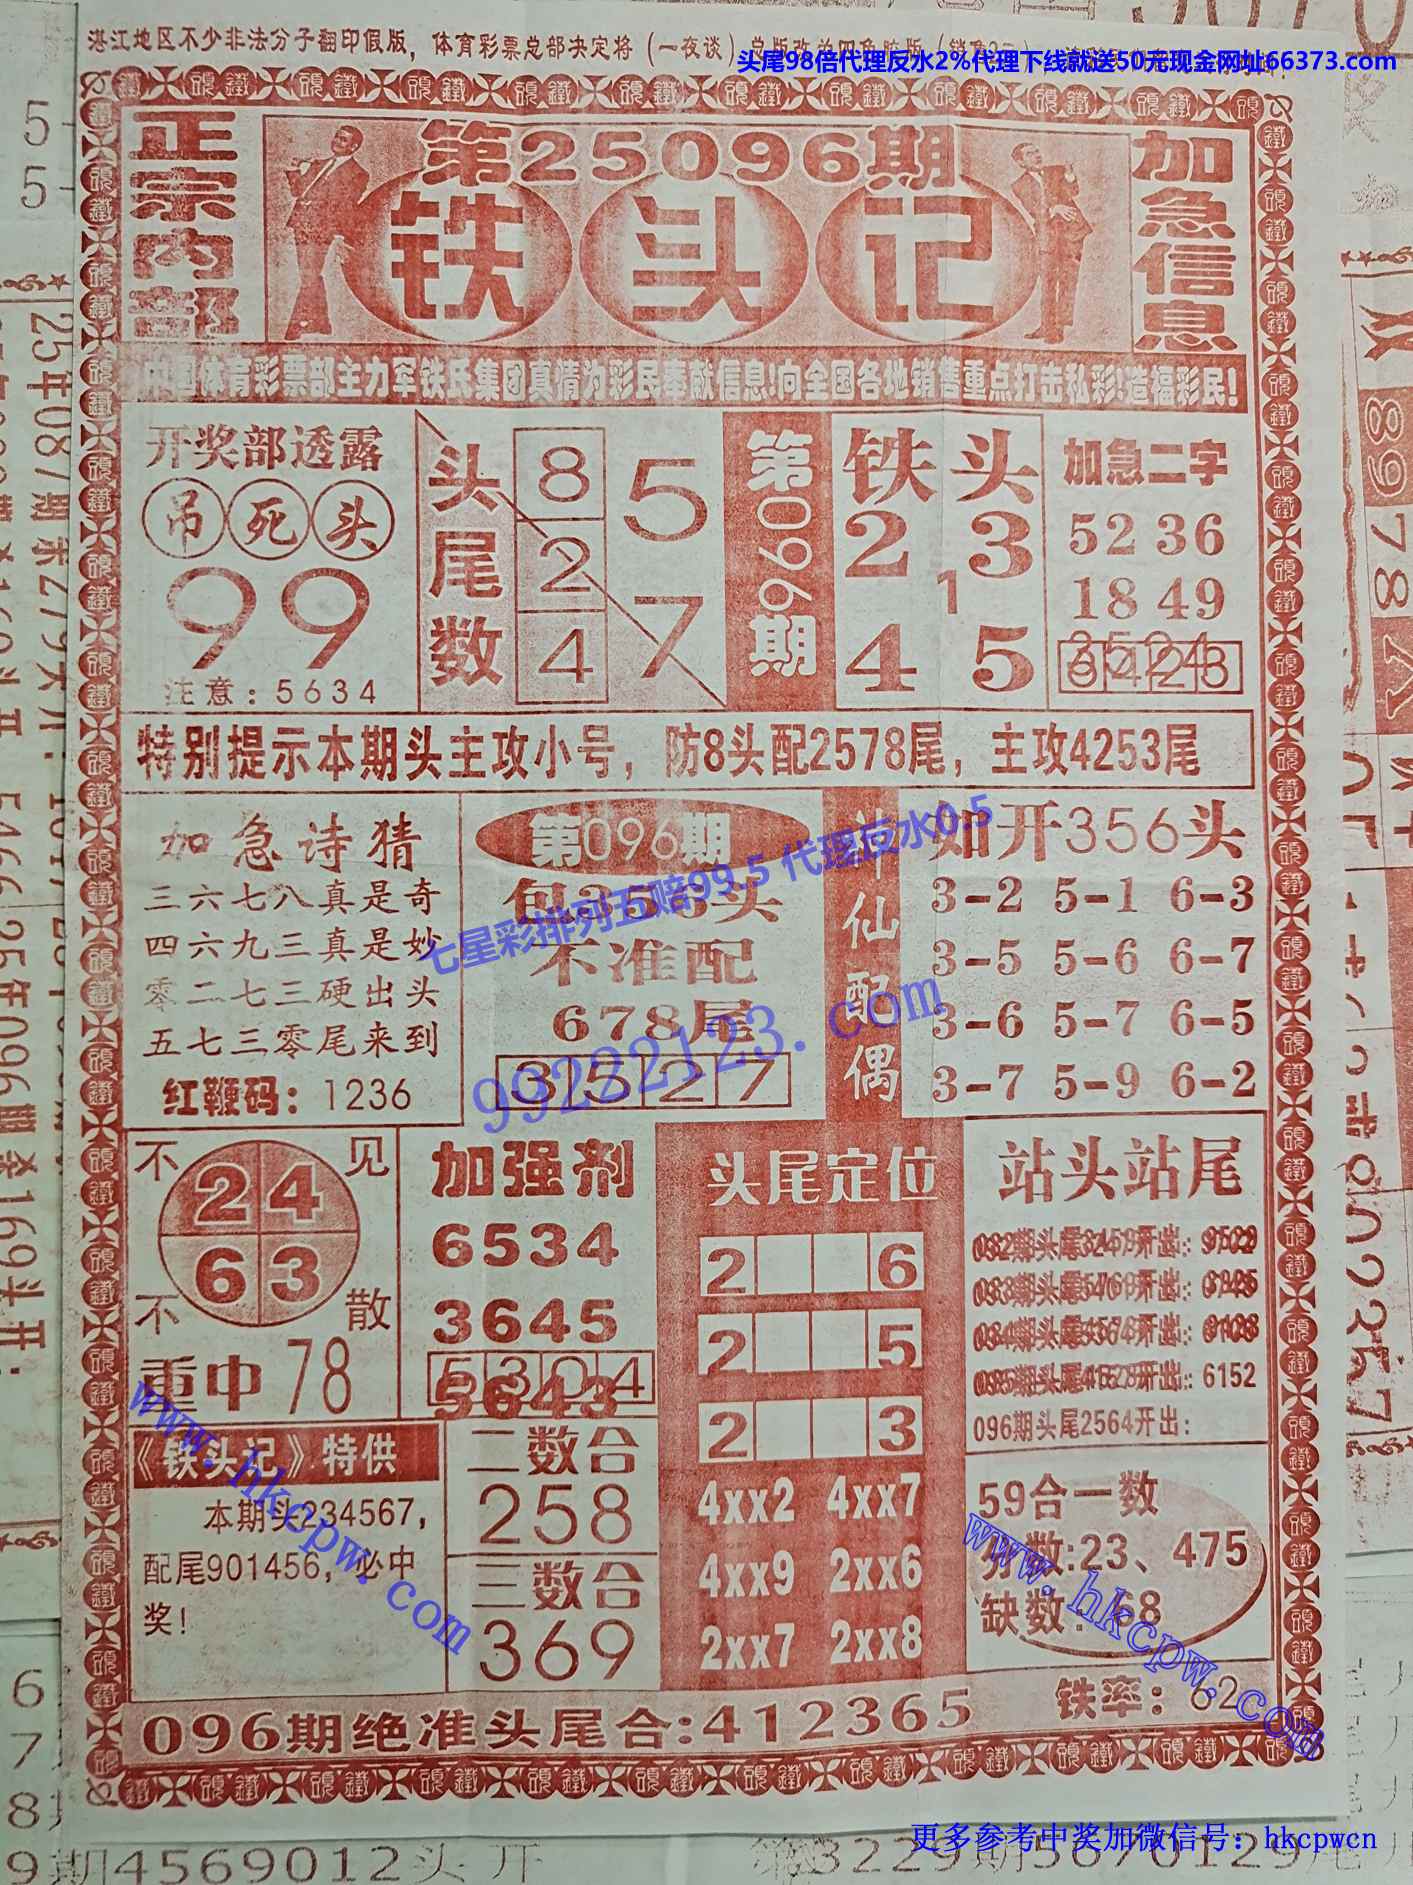 湛江地区不少非法分子翻印假版，体育彩票总部决定将(一夜谈)
头尾98倍代理反水2%代理下线就送50元现金网址66373.com
正宗内部
第25096期
铁头记
加急信息
中国体育彩票部主力军铁氏集团真情为彩民奉献信息!向全国各地销售重点打击私彩!造福彩民!
开奖部透露
吊死头
99
注意：5634
头尾数
8 5
2
4 7
第096期
铁头
2 3
1
4 5
加急二字
52 36
18 49
特别提示本期头主攻小号，防8头配2578尾，主攻4253尾
加急诗猜
三六七八真是奇
四六九三真是妙
零二七三硬出头
五七三零尾来到
红鞭码：1236
第096期
包356头
不准配
678尾
3527
七星彩排列五赔99.5 代理反水0.5
99222123.com
神仙配偶
如开356头
3-2 5-1 6-3
3-5 5-6 6-7
3-6 5-7 6-5
3-7 5-9 6-2
不见不散
24
63
重中78
加强剂
6534
3645
头尾定位
2 6
2 5
2 3
4xx2 4xx7
4xx9 2xx6
2xx7 2xx8
站头站尾
6152
096期头尾2564开出：
《铁头记》特供
本期头234567，
配尾901456，必中
奖！
二数合
258
三数合
369
59合一数
:23、475
缺数：68
096期绝准头尾合:412365
铁率：62
www.hkcpw.com
www.hkcpw.com
更多参考中奖加微信号：hkcpwcn